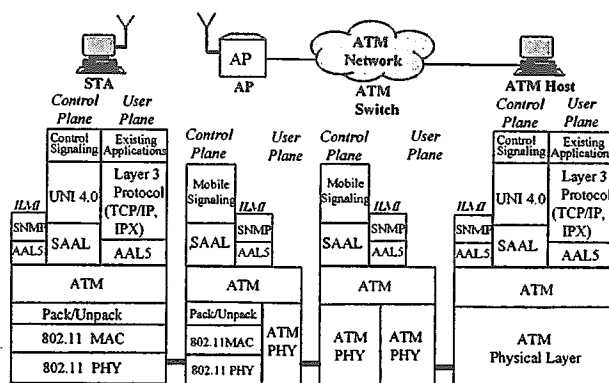 STA
AP
AP
ATM
Network
ATM
Switch
ATM Host
Control
Plane
User
Plane
Control
Signaling
Existing
Applications
UNI 4.0
Layer 3
Protocol
(TCP/IP,
IPX)
ILMI
SNMP
AAL5
SAAL
AAL5
ATM
Pack/Unpack
802.11 MAC
802.11 PHY
Control
Plane
User
Plane
Mobile
Signaling
ILMI
SNMP
SAAL
AAL5
ATM
Pack/Unpack
802.11MAC
802.11 PHY
ATM
PHY
Control
Plane
User
Plane
Mobile
Signaling
ILMI
SNMP
SAAL
AAL5
ATM
ATM
PHY
ATM
PHY
Control
Plane
User
Plane
Control
Signaling
Existing
Applications
UNI 4.0
Layer 3
Protocol
(TCP/IP,
IPX)
ILMI
SNMP
AAL5
SAAL
AAL5
ATM
ATM
Physical Layer